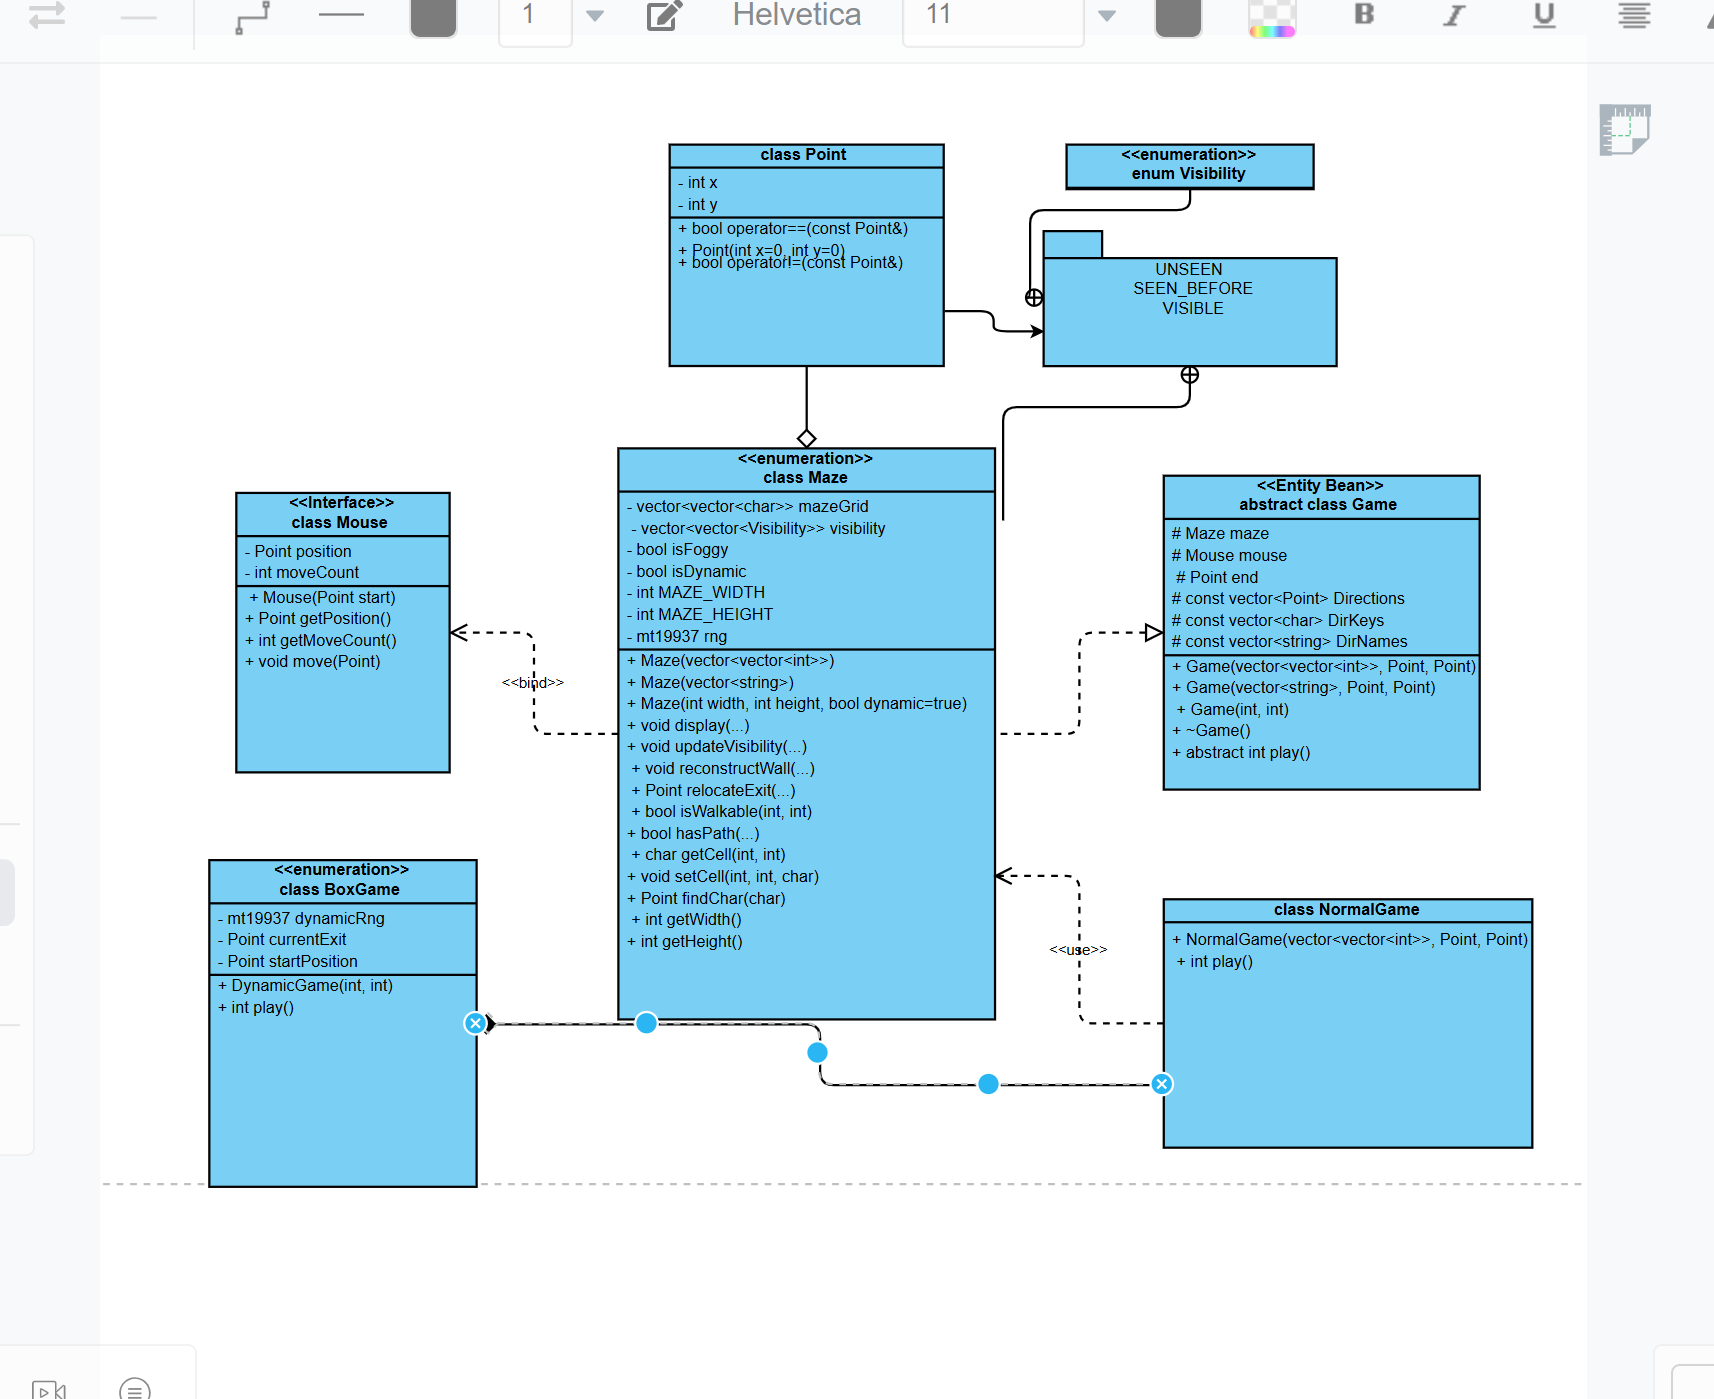 1
Helvetica
11
B
I
U
class Point
- int x
- int y
+ bool operator==(const Point&)
+ Point(int x=0, int y=0)
+ bool operator!=(const Point&)
<<enumeration>>
enum Visibility
UNSEEN
SEEN_BEFORE
VISIBLE
<<Interface>>
class Mouse
- Point position
- int moveCount
+ Mouse(Point start)
+ Point getPosition()
+ int getMoveCount()
+ void move(Point)
<<bind>>
<<enumeration>>
class Maze
- vector<vector<char>> mazeGrid
- vector<vector<Visibility>> visibility
- bool isFoggy
- bool isDynamic
- int MAZE_WIDTH
- int MAZE_HEIGHT
- mt19937 rng
+ Maze(vector<vector<int>>)
+ Maze(vector<string>)
+ Maze(int width, int height, bool dynamic=true)
+ void display(...)
+ void updateVisibility(...)
+ void reconstructWall(...)
+ Point relocateExit(...)
+ bool isWalkable(int, int)
+ bool hasPath(...)
+ char getCell(int, int)
+ void setCell(int, int, char)
+ Point findChar(char)
+ int getWidth()
+ int getHeight()
<<Entity Bean>>
abstract class Game
# Maze maze
# Mouse mouse
# Point end
# const vector<Point> Directions
# const vector<char> DirKeys
# const vector<string> DirNames
+ Game(vector<vector<int>>, Point, Point)
+ Game(vector<string>, Point, Point)
+ Game(int, int)
+ ~Game()
+ abstract int play()
<<enumeration>>
class BoxGame
- mt19937 dynamicRng
- Point currentExit
- Point startPosition
+ DynamicGame(int, int)
+ int play()
<<use>>
class NormalGame
+ NormalGame(vector<vector<int>>, Point, Point)
+ int play()